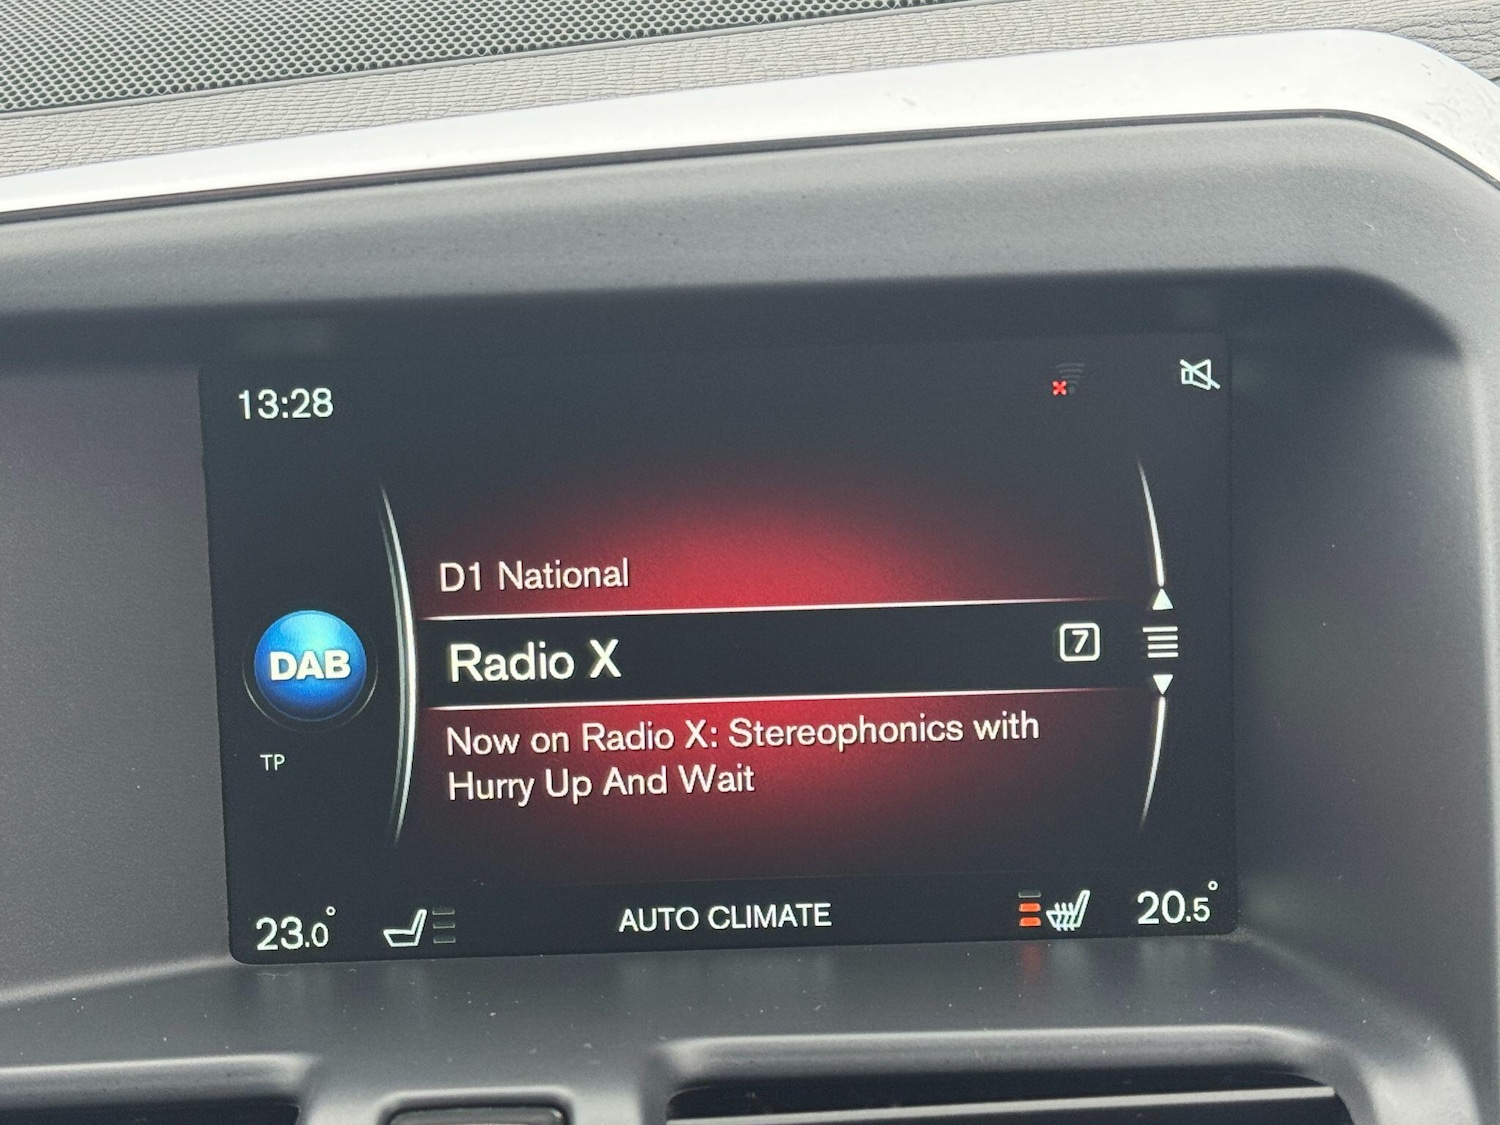 13:28
D1 National
Radio X 7
DAB
Now on Radio X: Stereophonics with
Hurry Up And Wait
TP
23.0° AUTO CLIMATE 20.5°